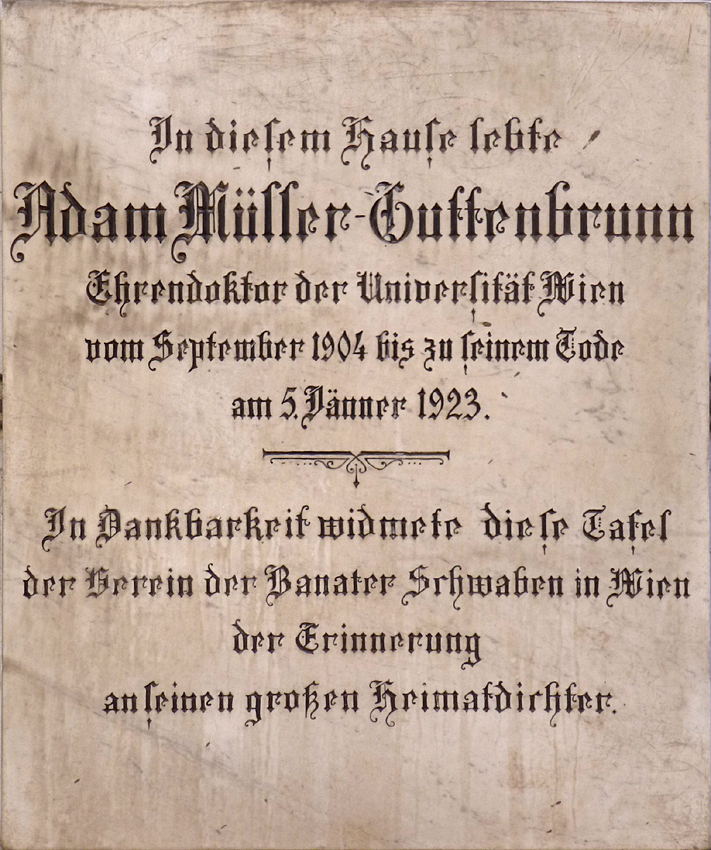 In diesem Hause lebte
Adam Müller-Guttenbrunn
Ehrendoktor der Universität Wien
vom September 1904 bis zu seinem Tode
am 5. Jänner 1923.
In Dankbarkeit widmete diese Tafel
der Verein der Banater Schwaben in Wien
der Erinnerung
an seinen großen Heimatdichter.